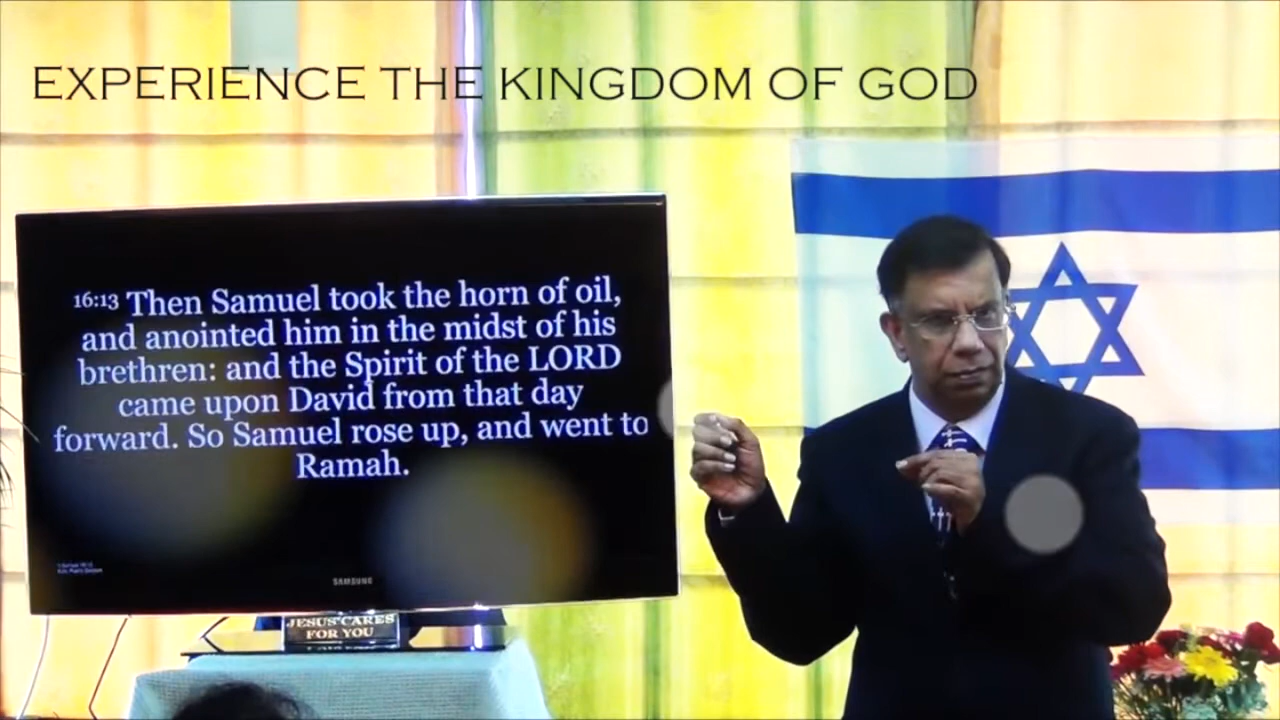 EXPERIENCE THE KINGDOM OF GOD
16:13 Then Samuel took the horn of oil,
and anointed him in the midst of his
brethren: and the Spirit of the LORD
came upon David from that day
forward. So Samuel rose up, and went to
Ramah.
SAMSUNG
JESUS CARES
FOR YOU